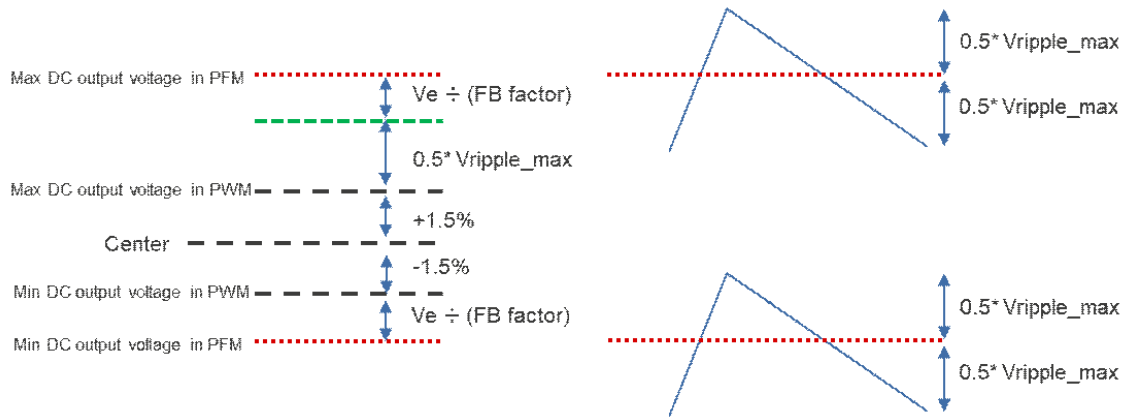 0.5* Vripple_max
Max DC output voltage in PFM
Ve ÷ (FB factor)
0.5* Vripple_max
0.5* Vripple_max
Max DC output voltage in PWM
+1.5%
Center
-1.5%
Min DC output voltage in PWM
Ve ÷ (FB factor)
0.5* Vripple_max
Min DC output voltage in PFM
0.5* Vripple_max